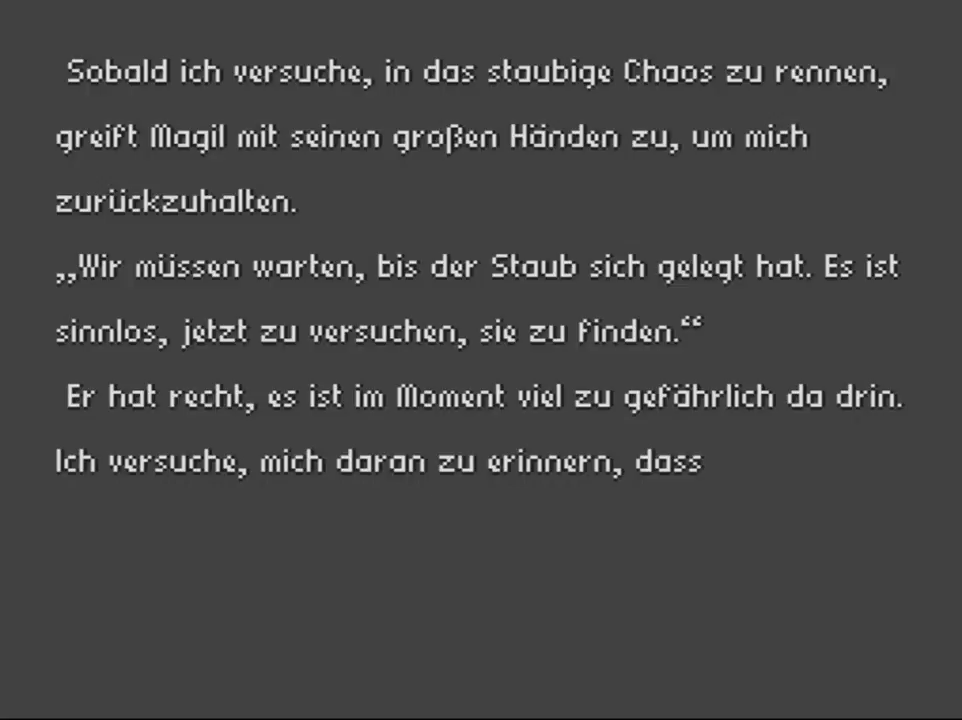 Sobald ich versuche, in das staubige Chaos zu rennen,
greift Magil mit seinen großen Händen zu, um mich
zurückzuhalten.
„Wir müssen warten, bis der Staub sich gelegt hat. Es ist
sinnlos, jetzt zu versuchen, sie zu finden.“
Er hat recht, es ist im Moment viel zu gefährlich da drin.
Ich versuche, mich daran zu erinnern, dass